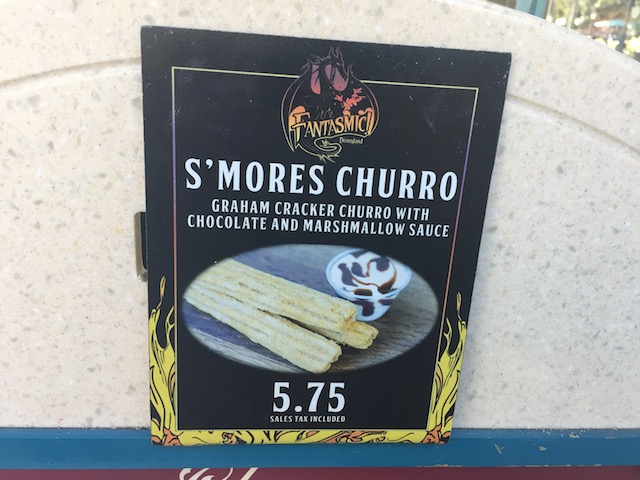 FANTASMIC!
Disneyland
S'MORES CHURRO
GRAHAM CRACKER CHURRO WITH
CHOCOLATE AND MARSHMALLOW SAUCE
5.75
SALES TAX INCLUDED